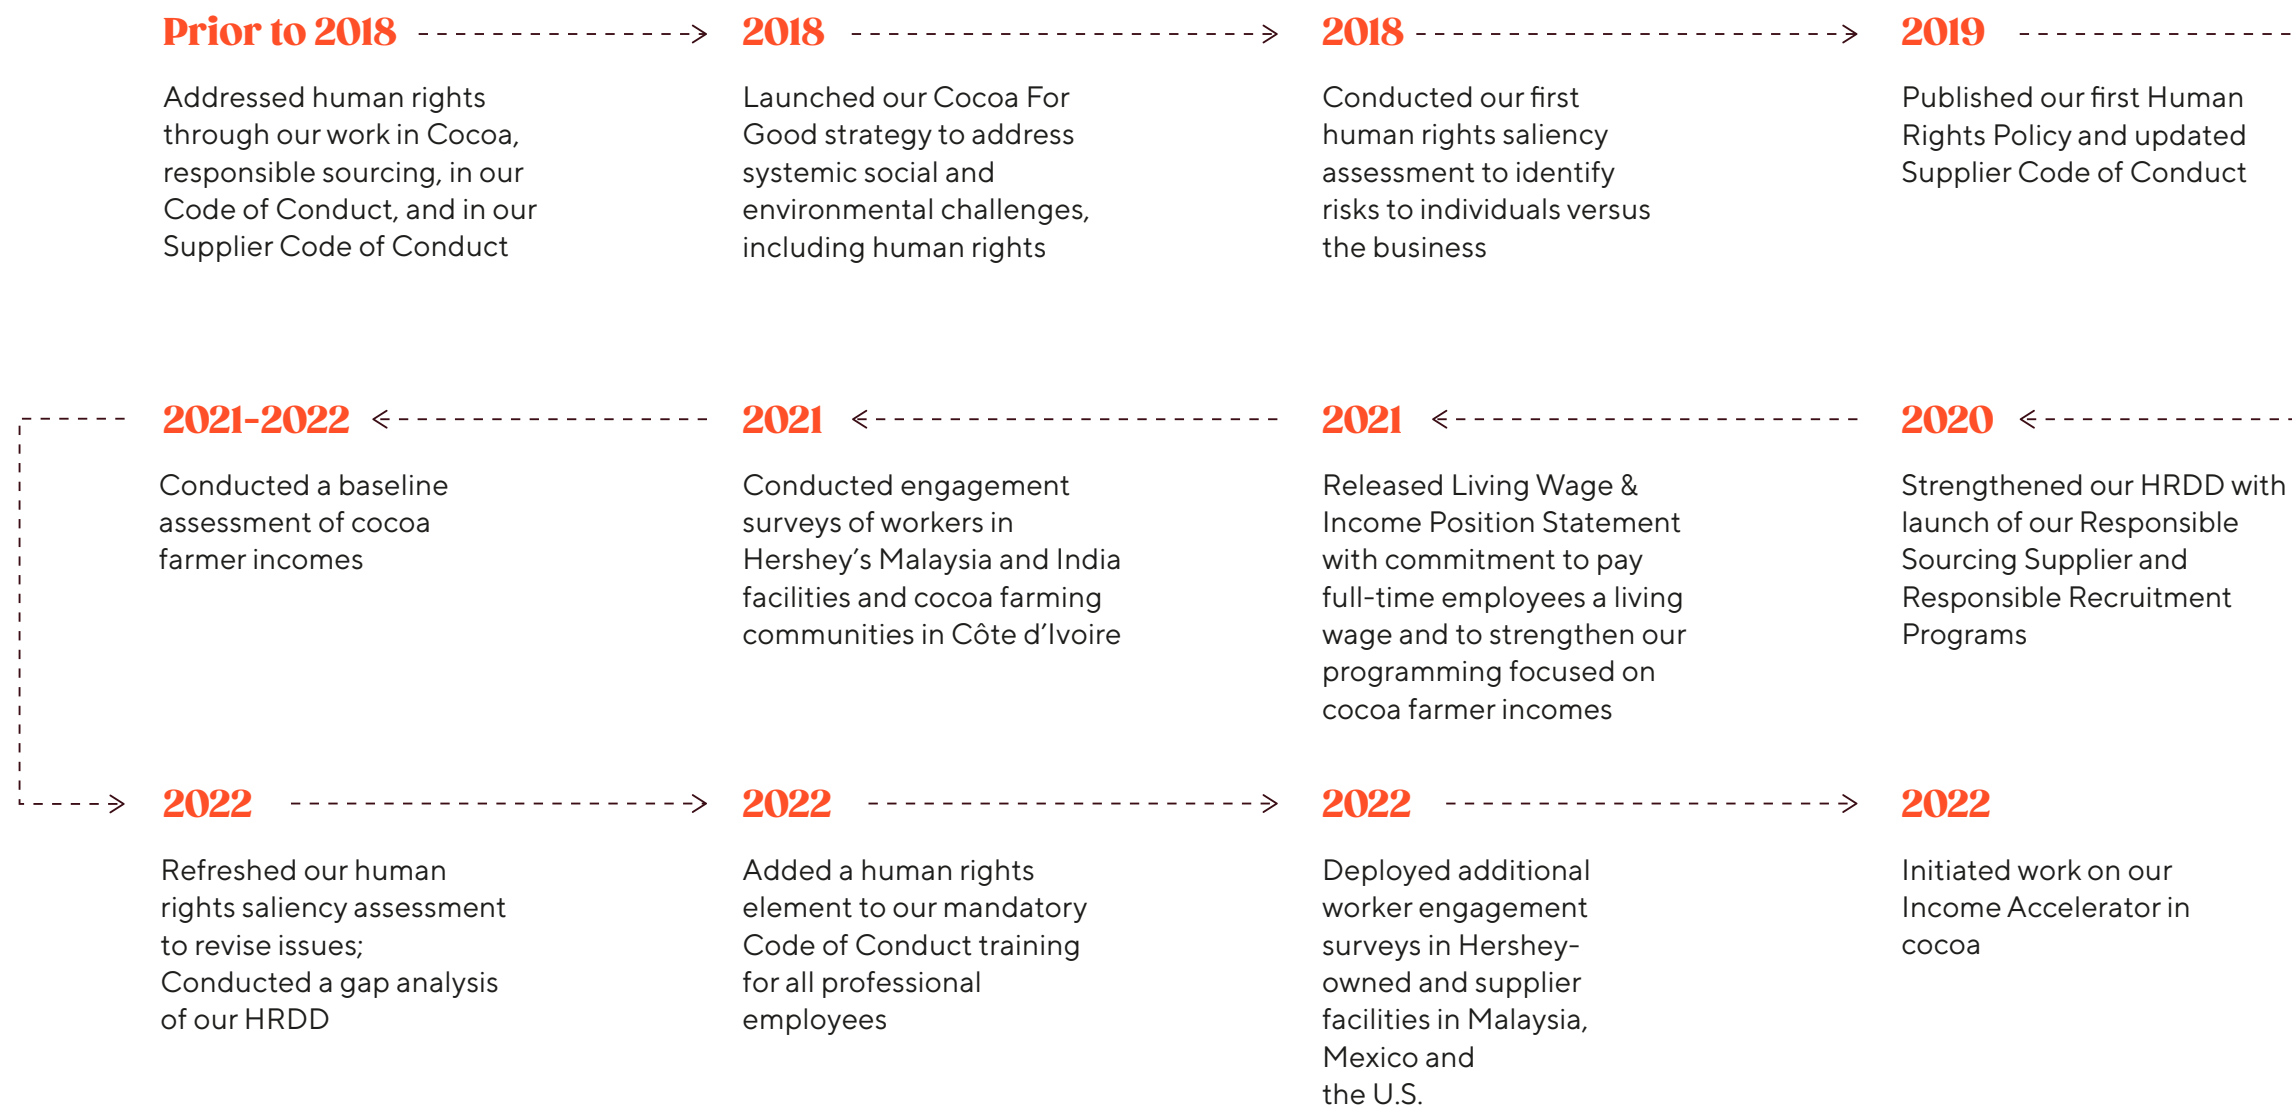 Prior to 2018
Addressed human rights
through our work in Cocoa,
responsible sourcing, in our
Code of Conduct, and in our
Supplier Code of Conduct
2018
Launched our Cocoa For
Good strategy to address
systemic social and
environmental challenges,
including human rights
2018
Conducted our first
human rights saliency
assessment to identify
risks to individuals versus
the business
2019
Published our first Human
Rights Policy and updated
Supplier Code of Conduct
2020
Strengthened our HRDD with
launch of our Responsible
Sourcing Supplier and
Responsible Recruitment
Programs
2021
Released Living Wage &
Income Position Statement
with commitment to pay
full-time employees a living
wage and to strengthen our
programming focused on
cocoa farmer incomes
2021
Conducted engagement
surveys of workers in
Hershey’s Malaysia and India
facilities and cocoa farming
communities in Côte d’Ivoire
2021-2022
Conducted a baseline
assessment of cocoa
farmer incomes
2022
Refreshed our human
rights saliency assessment
to revise issues;
Conducted a gap analysis
of our HRDD
2022
Added a human rights
element to our mandatory
Code of Conduct training
for all professional
employees
2022
Deployed additional
worker engagement
surveys in Hershey-
owned and supplier
facilities in Malaysia,
Mexico and
the U.S.
2022
Initiated work on our
Income Accelerator in
cocoa